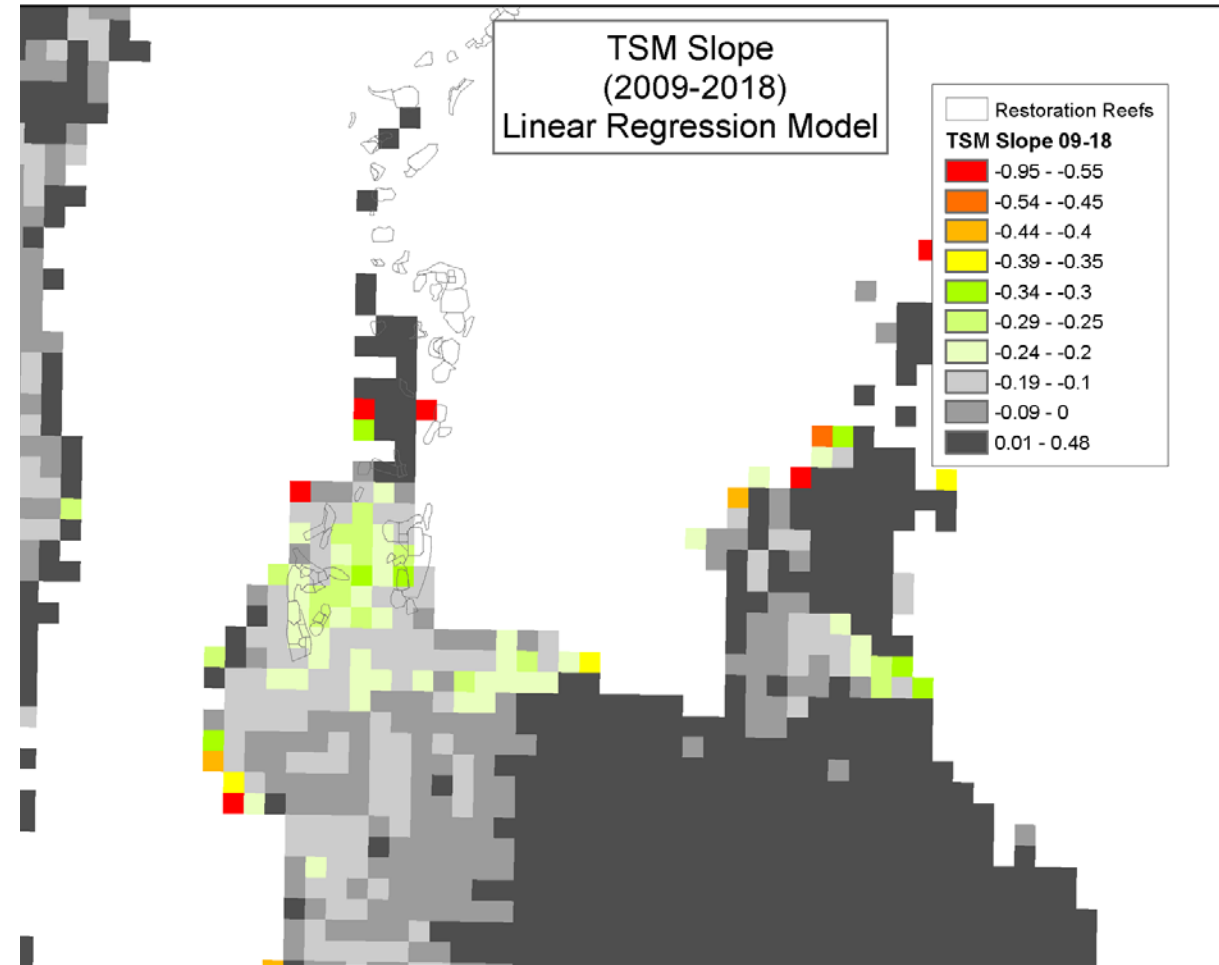 TSM Slope
(2009-2018)
Linear Regression Model
Restoration Reefs
TSM Slope 09-18
-0.95 - -0.55
-0.54 - -0.45
-0.44 - -0.4
-0.39 - -0.35
-0.34 - -0.3
-0.29 - -0.25
-0.24 - -0.2
-0.19 - -0.1
-0.09 - 0
0.01 - 0.48